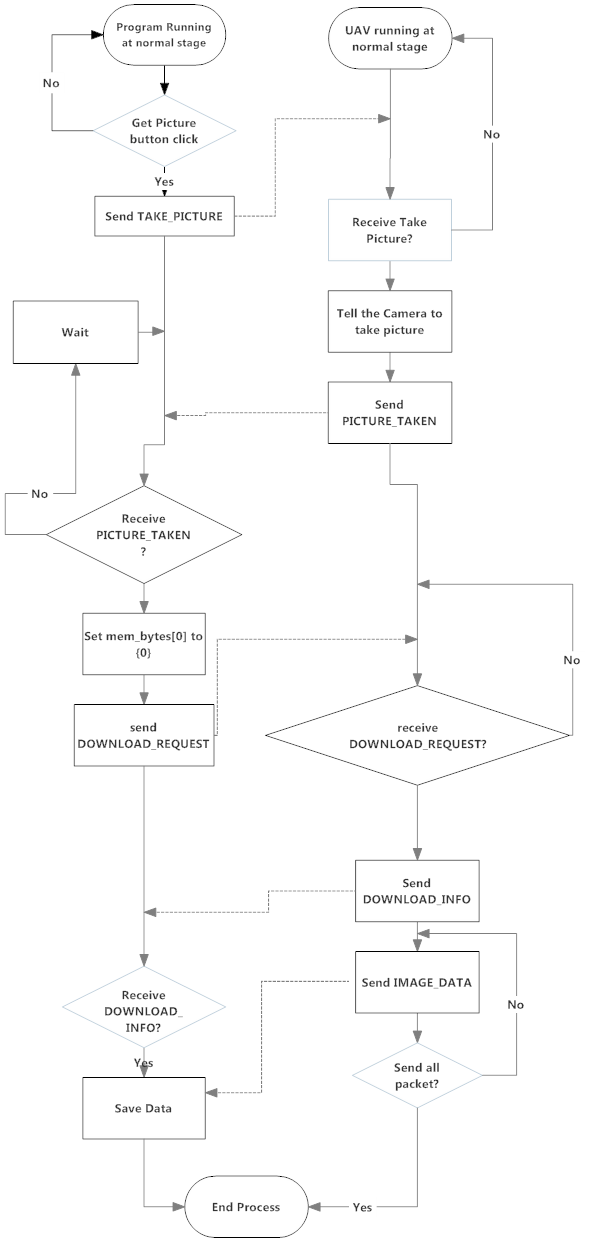 Program Running
at normal stage
No
Get Picture
button click
Yes
Send TAKE_PICTURE
Wait
No
Receive
PICTURE_TAKEN
?
Set mem_bytes[0] to
{0}
send
DOWNLOAD_REQUEST
Receive
DOWNLOAD_
INFO?
Yes
Save Data
End Process
UAV running at
normal stage
No
Receive Take
Picture?
Tell the Camera to
take picture
Send
PICTURE_TAKEN
No
receive
DOWNLOAD_REQUEST?
Send
DOWNLOAD_INFO
Send IMAGE_DATA
No
Send all
packet?
Yes